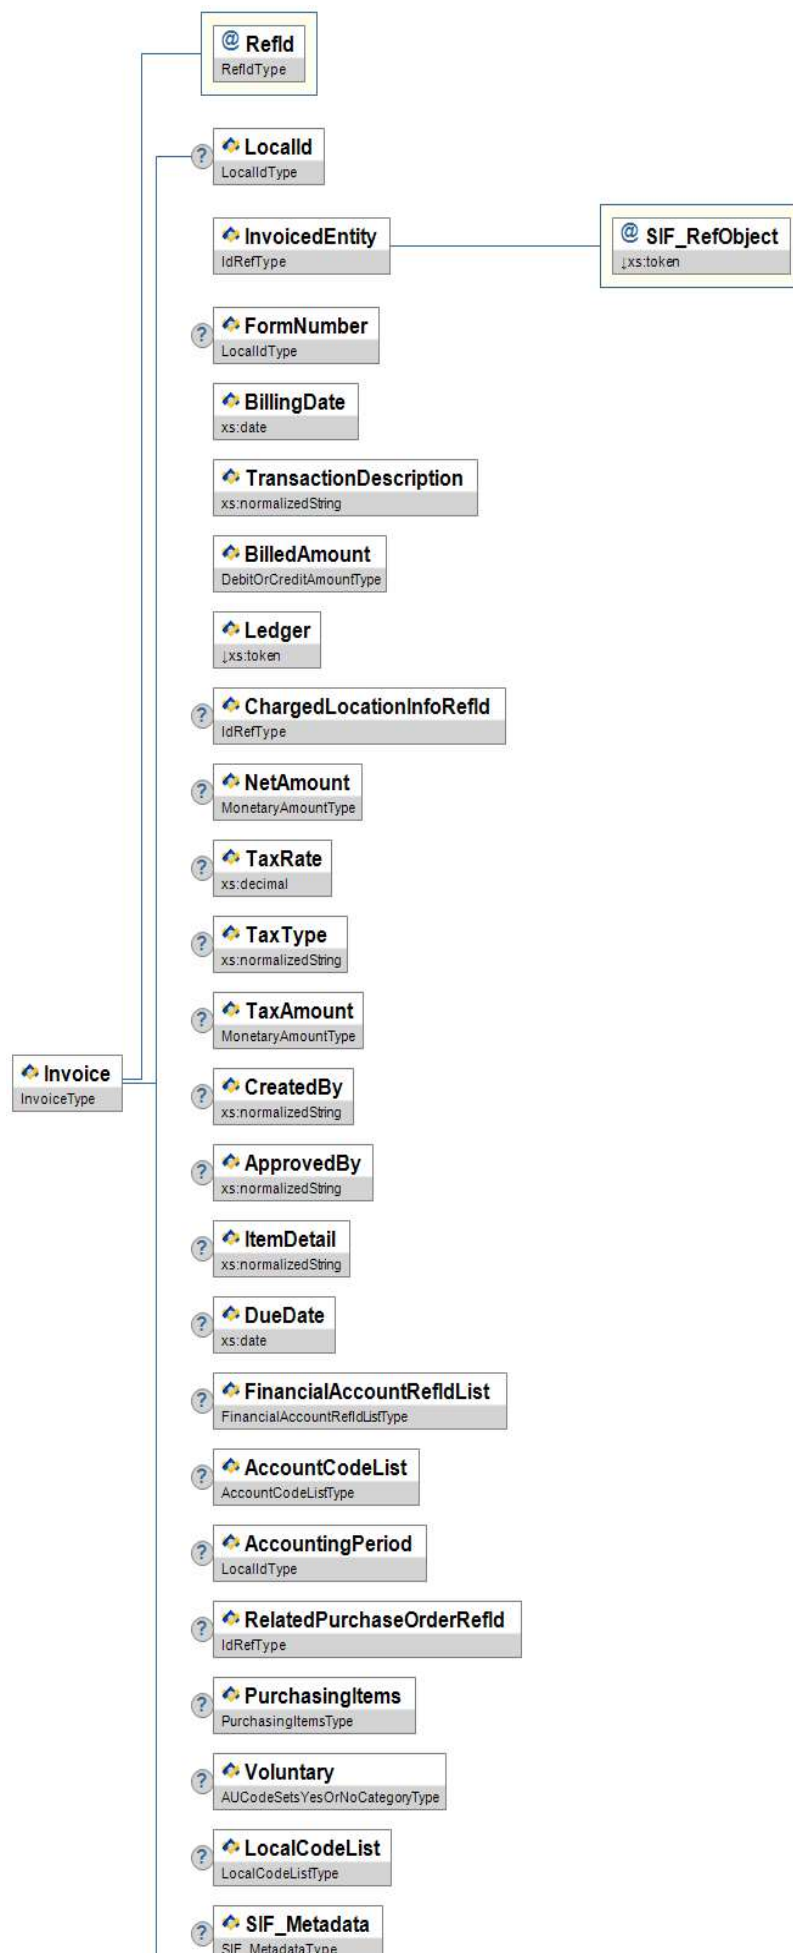 @ RefId
RefIdType
? LocalId
LocalIdType
InvoicedEntity
IdRefType
@ SIF_RefObject
↓xs:token
? FormNumber
LocalIdType
BillingDate
xs:date
TransactionDescription
xs:normalizedString
BilledAmount
DebitOrCreditAmountType
Ledger
↓xs:token
? ChargedLocationInfoRefId
IdRefType
? NetAmount
MonetaryAmountType
? TaxRate
xs:decimal
? TaxType
xs:normalizedString
? TaxAmount
MonetaryAmountType
Invoice
InvoiceType
? CreatedBy
xs:normalizedString
? ApprovedBy
xs:normalizedString
? ItemDetail
xs:normalizedString
? DueDate
xs:date
? FinancialAccountRefIdList
FinancialAccountRefIdListType
? AccountCodeList
AccountCodeListType
? AccountingPeriod
LocalIdType
? RelatedPurchaseOrderRefId
IdRefType
? PurchasingItems
PurchasingItemsType
? Voluntary
AUCodeSetsYesOrNoCategoryType
? LocalCodeList
LocalCodeListType
? SIF_Metadata
SIF_MetadataType